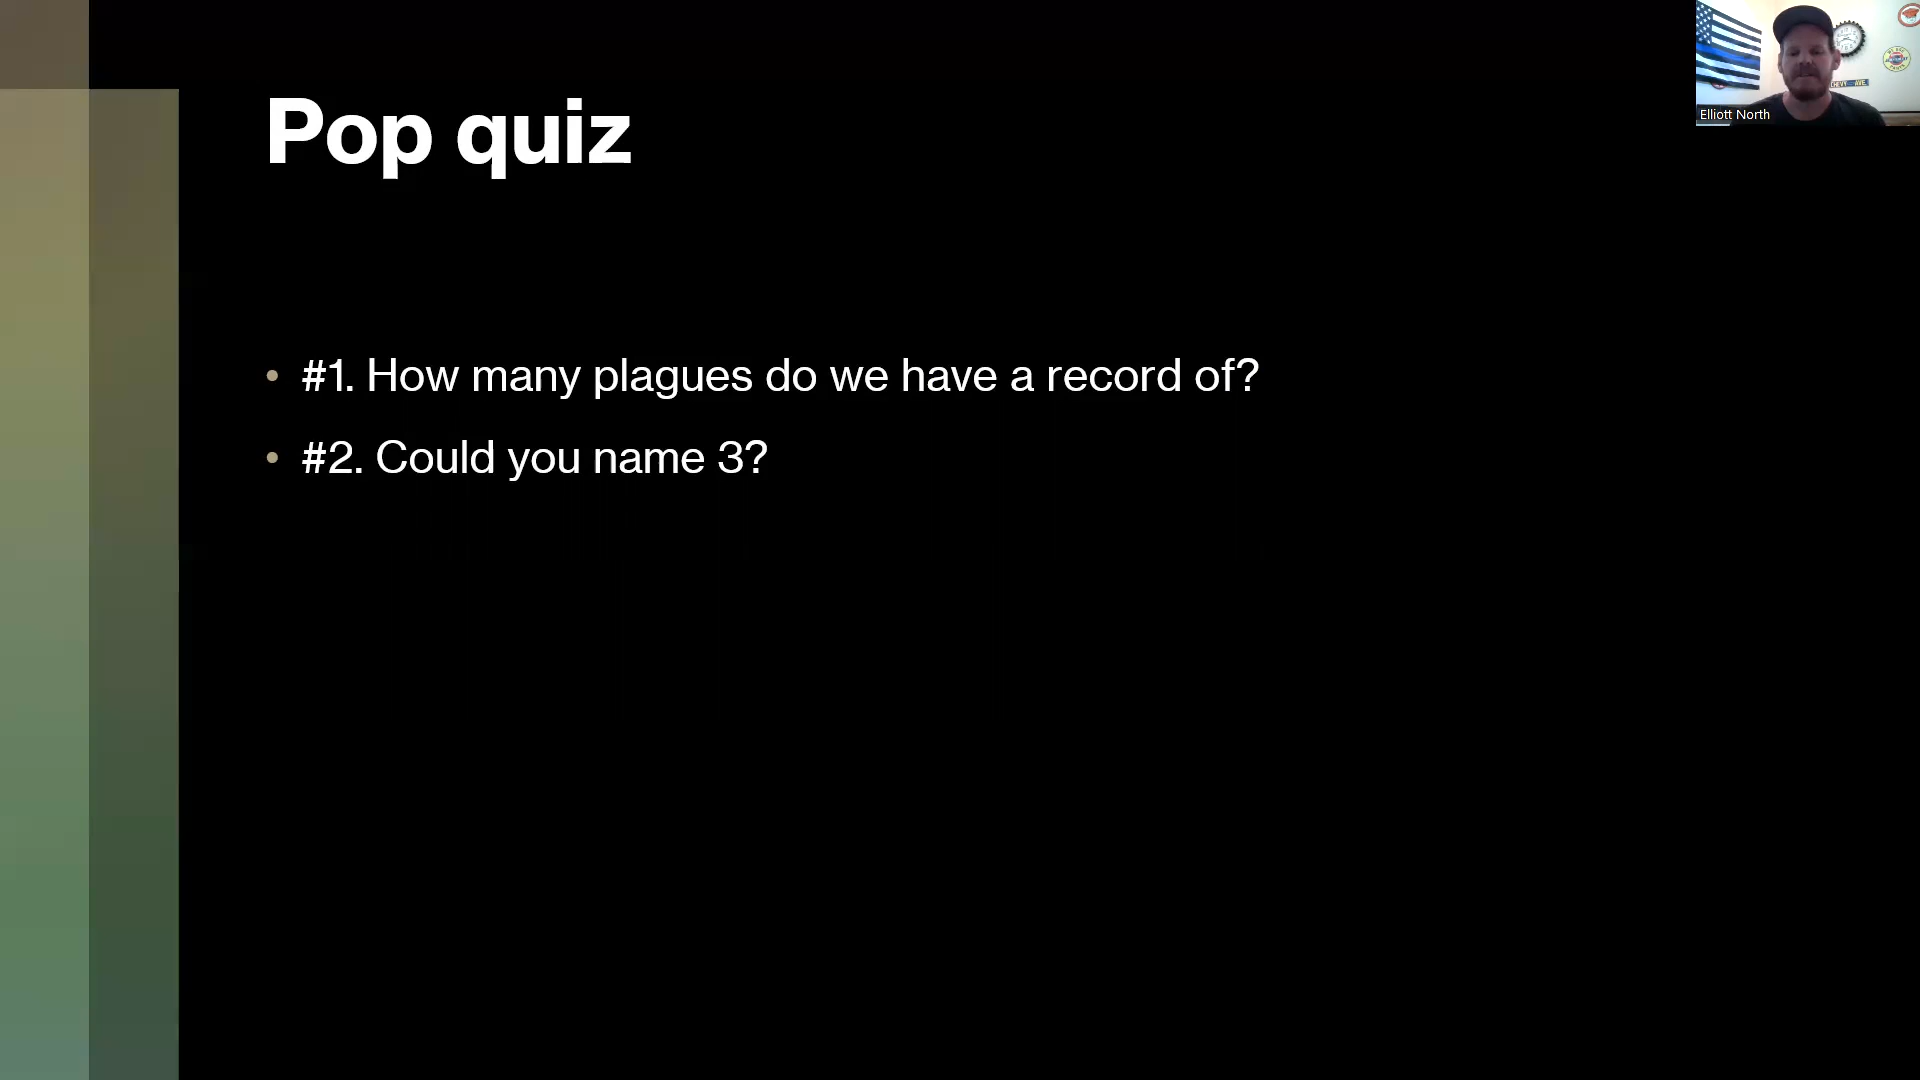 Pop quiz
• #1. How many plagues do we have a record of?
• #2. Could you name 3?
Elliott North